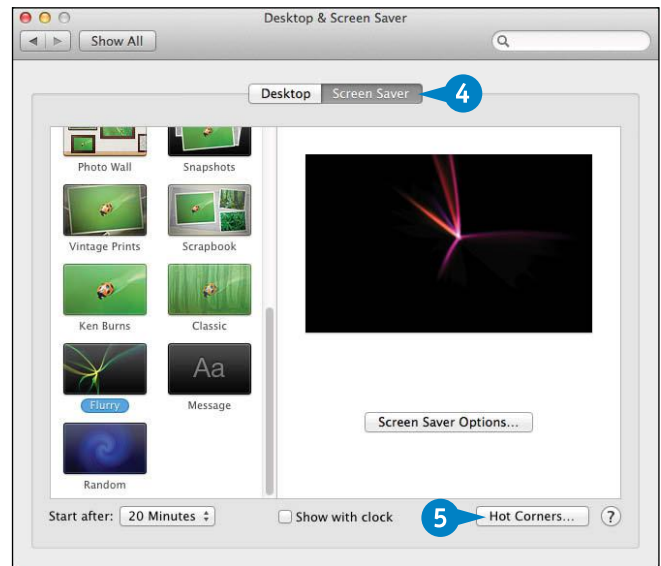 Desktop & Screen Saver
Show All
Desktop Screen Saver 4
Photo Wall Snapshots
Vintage Prints Scrapbook
Ken Burns Classic
Aa
Flurry Message
Screen Saver Options...
Random
Start after: 20 Minutes Show with clock 5 Hot Corners... ?